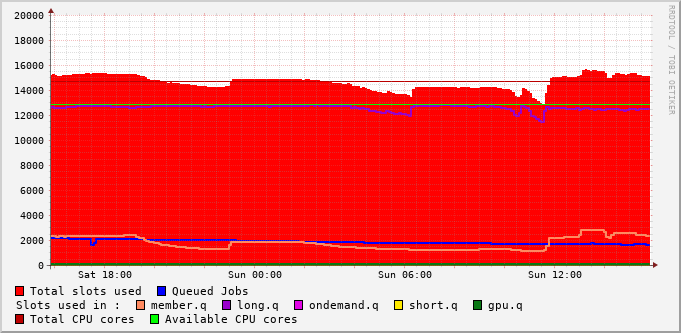 20000
18000
16000
14000
12000
10000
8000
6000
4000
2000
0
Sat 18:00 Sun 00:00 Sun 06:00 Sun 12:00
RRDTOOL / TOBI OETIKER
Total slots used Queued Jobs
Slots used in : member.q long.q ondemand.q short.q gpu.q
Total CPU cores Available CPU cores